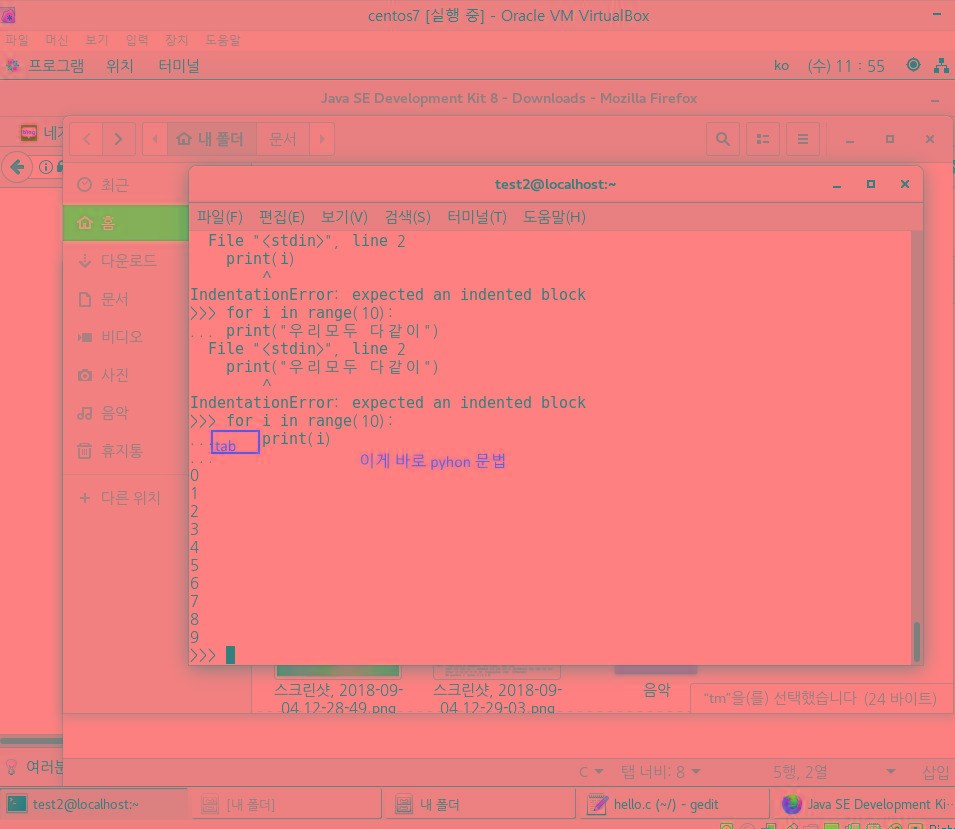 centos7 [실행 중] - Oracle VM VirtualBox
파일 머신 보기 입력 장치 도움말
프로그램 위치 터미널 ko (수) 11 : 55
Java SE Development Kit 8 - Downloads - Mozilla Firefox
내 폴더 문서
test2@localhost:~
최근
홈
다운로드
문서
비디오
사진
음악
휴지통
+ 다른 위치
파일(F) 편집(E) 보기(V) 검색(S) 터미널(T) 도움말(H)
File "<stdin>", line 2
print(i)
^
IndentationError: expected an indented block
>>> for i in range(10):
... print("우리모두 다같이")
File "<stdin>", line 2
print("우리모두 다같이")
^
IndentationError: expected an indented block
>>> for i in range(10):
... tab print(i)
...
이게 바로 pyhon 문법
0
1
2
3
4
5
6
7
8
9
>>>
스크린샷, 2018-09-04 12-28-49.png
스크린샷, 2018-09-04 12-29-03.png
음악
"tm"을(를) 선택했습니다 (24 바이트)
여러분
C 탭 너비: 8 5행, 2열 삽입
test2@localhost:~ [내 폴더] 내 폴더 hello.c (~/) - gedit Java SE Development Ki...